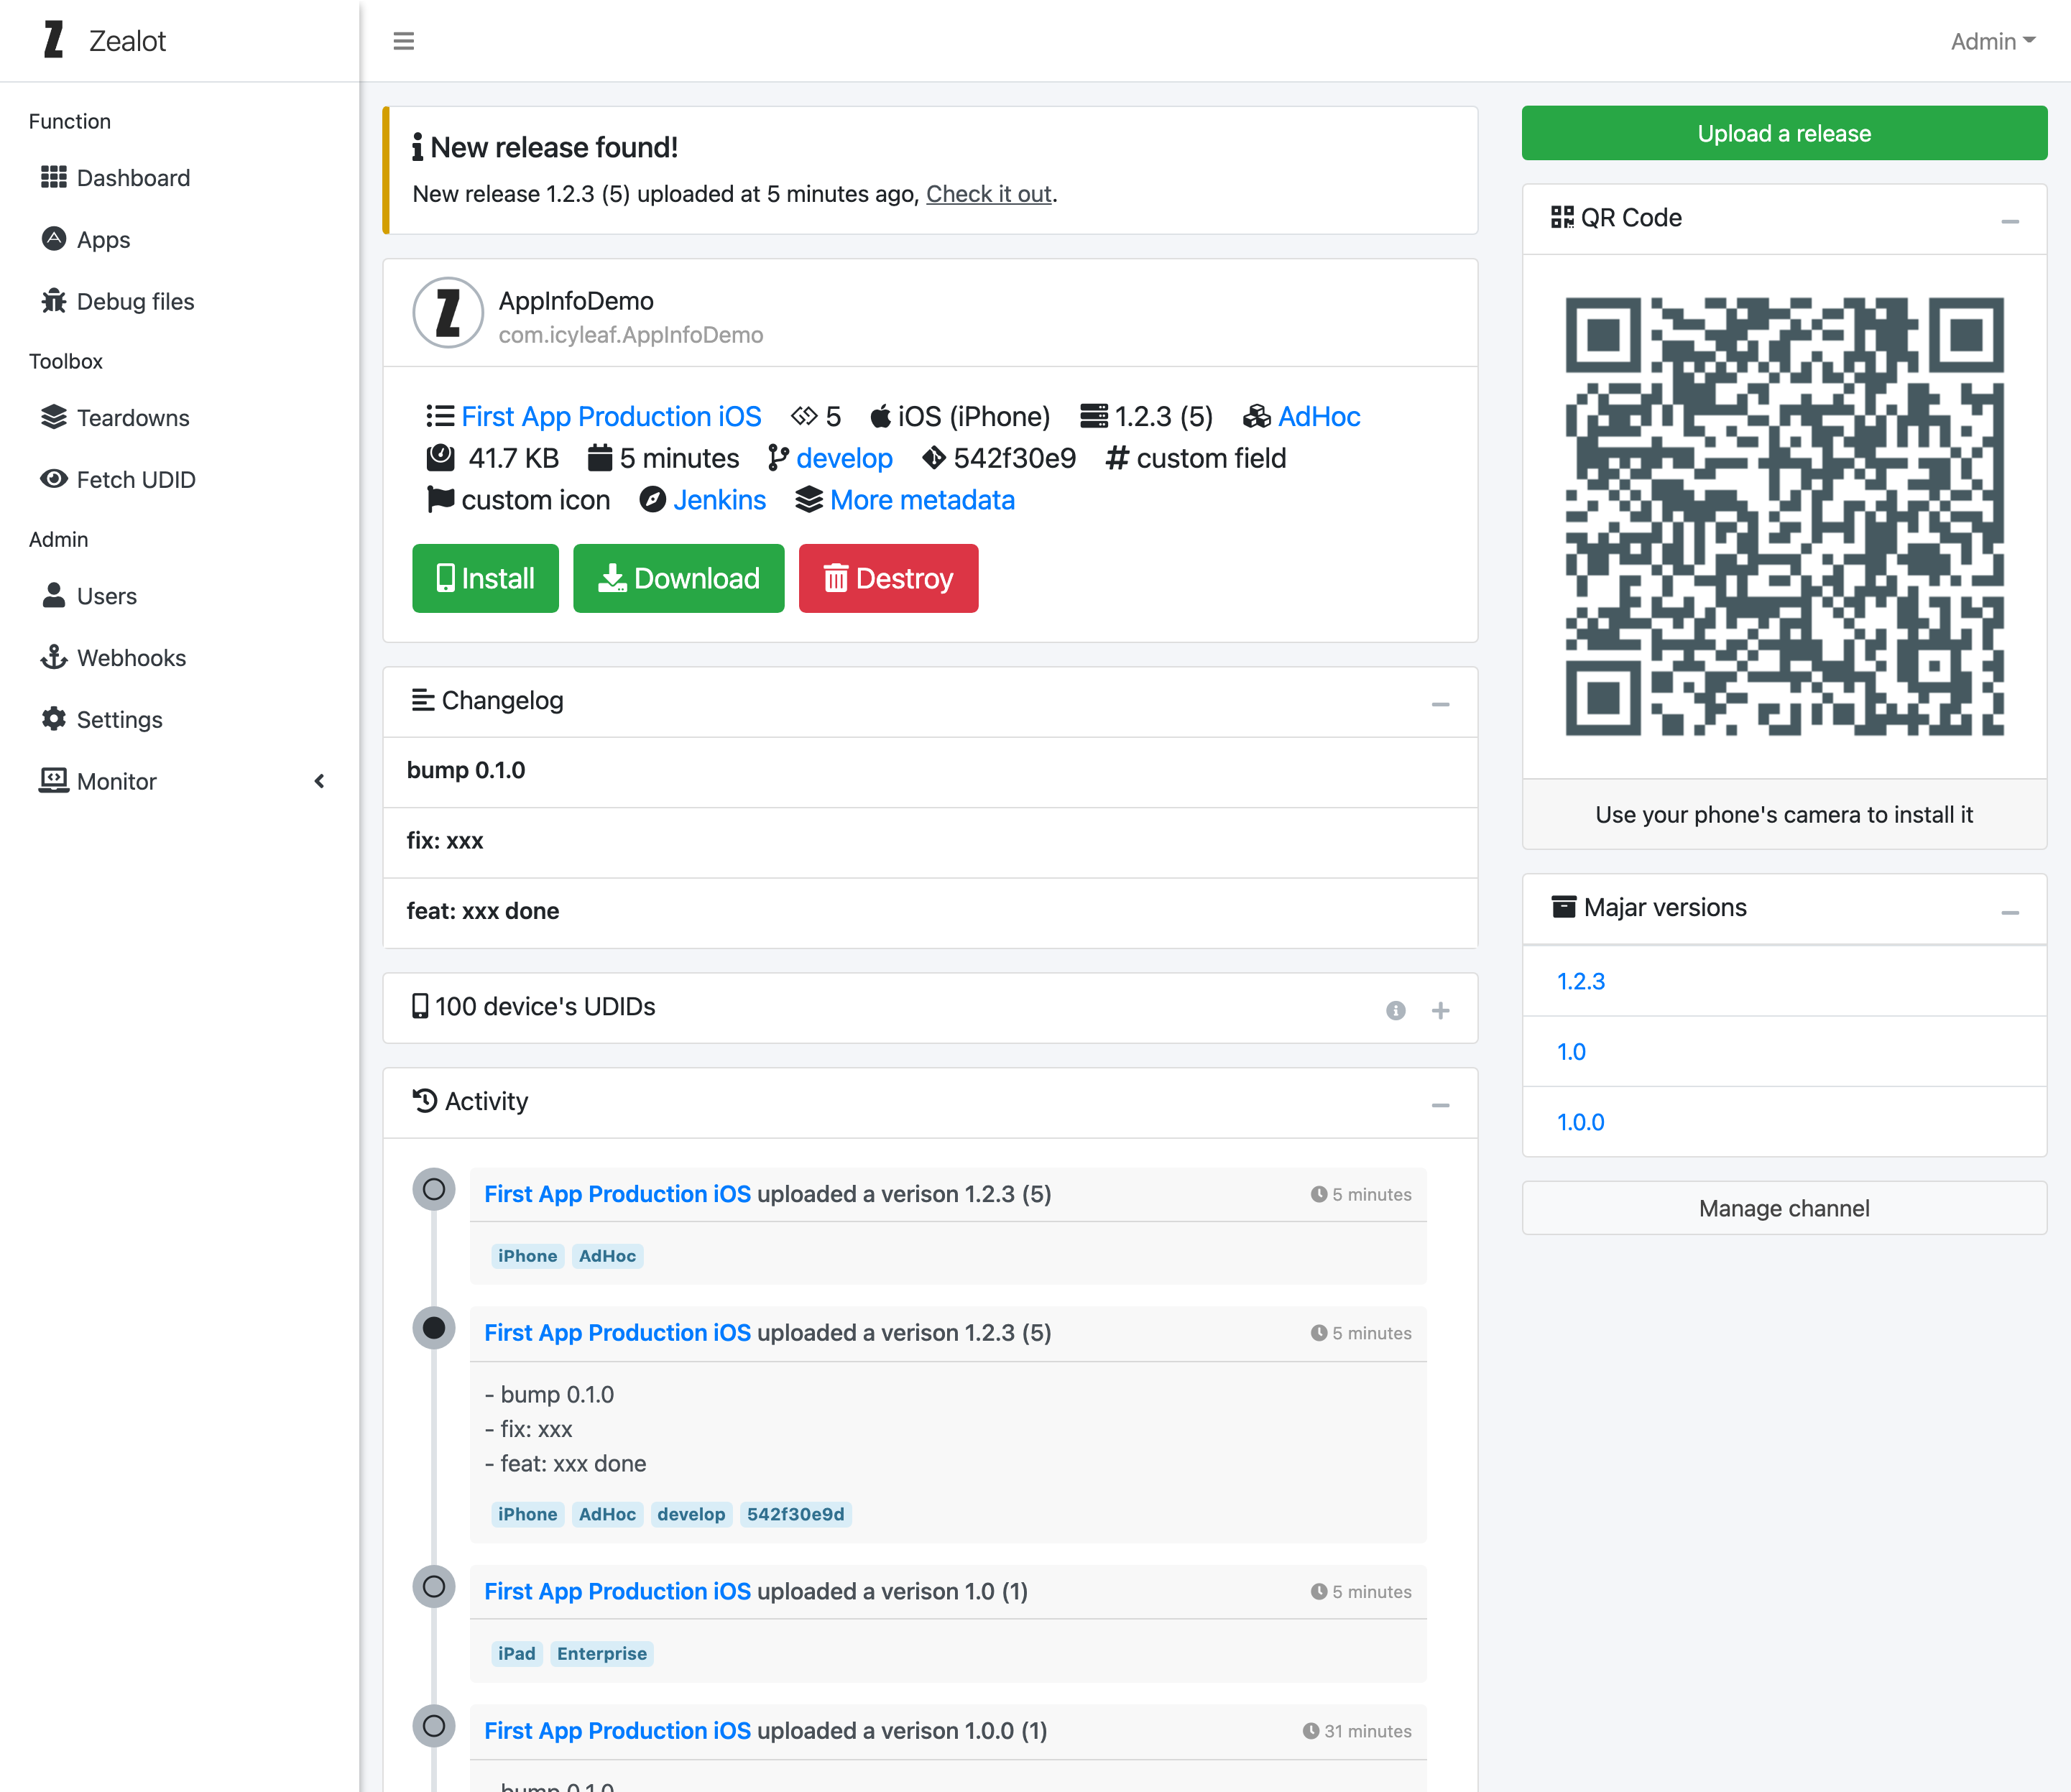 Zealot
Admin
Function
Dashboard
Apps
Debug files
Toolbox
Teardowns
Fetch UDID
Admin
Users
Webhooks
Settings
Monitor
New release found!
New release 1.2.3 (5) uploaded at 5 minutes ago, Check it out.
AppInfoDemo
com.icyleaf.AppInfoDemo
First App Production iOS 5 iOS (iPhone) 1.2.3 (5) AdHoc
41.7 KB 5 minutes develop 542f30e9 # custom field
custom icon Jenkins More metadata
Install Download Destroy
Changelog
bump 0.1.0
fix: xxx
feat: xxx done
100 device's UDIDs
Activity
First App Production iOS uploaded a verison 1.2.3 (5) 5 minutes
iPhone AdHoc
First App Production iOS uploaded a verison 1.2.3 (5) 5 minutes
- bump 0.1.0
- fix: xxx
- feat: xxx done
iPhone AdHoc develop 542f30e9d
First App Production iOS uploaded a verison 1.0 (1) 5 minutes
iPad Enterprise
First App Production iOS uploaded a verison 1.0.0 (1) 31 minutes
- bump 0.1.0
Upload a release
QR Code
Use your phone's camera to install it
Majar versions
1.2.3
1.0
1.0.0
Manage channel